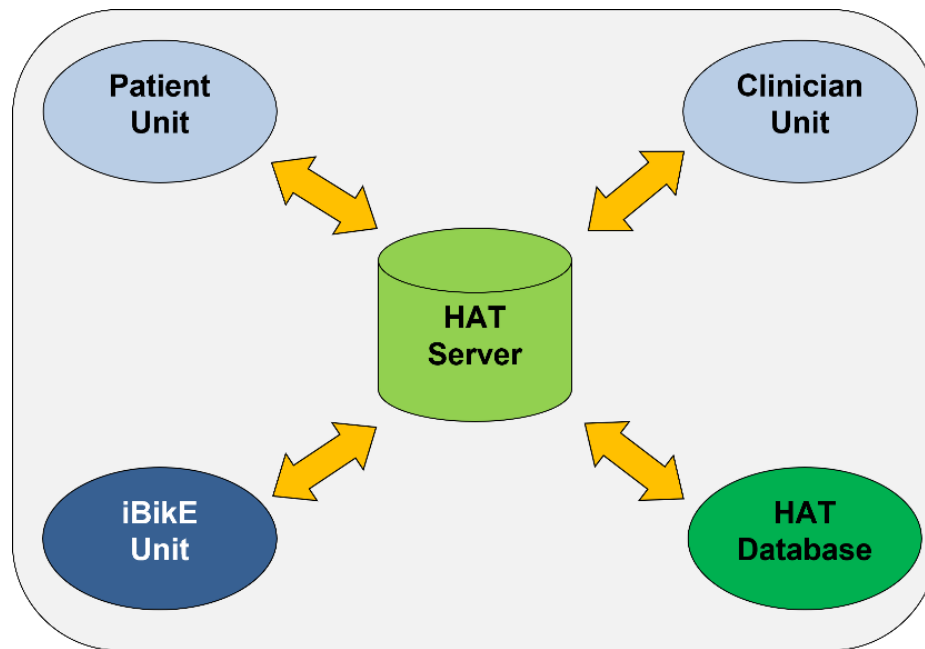 Patient
Unit
Clinician
Unit
HAT
Server
iBikE
Unit
HAT
Database